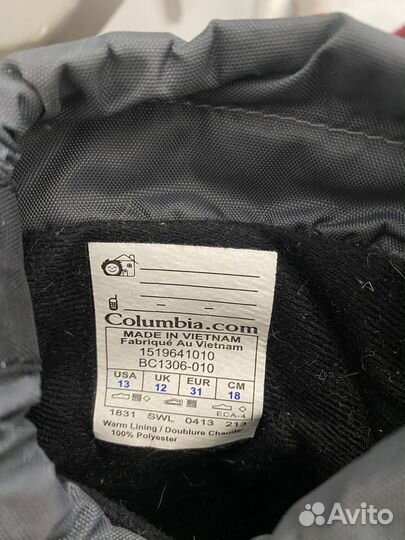 Columbia.com
MADE IN VIETNAM
Fabriqué Au Vietnam
1519641010
BC1306-010
USA UK EUR CM
13 12 31 18
ECA-4
1831 SWL 0413 213
Warm Lining / Doublure Chaude:
100% Polyester
Avito